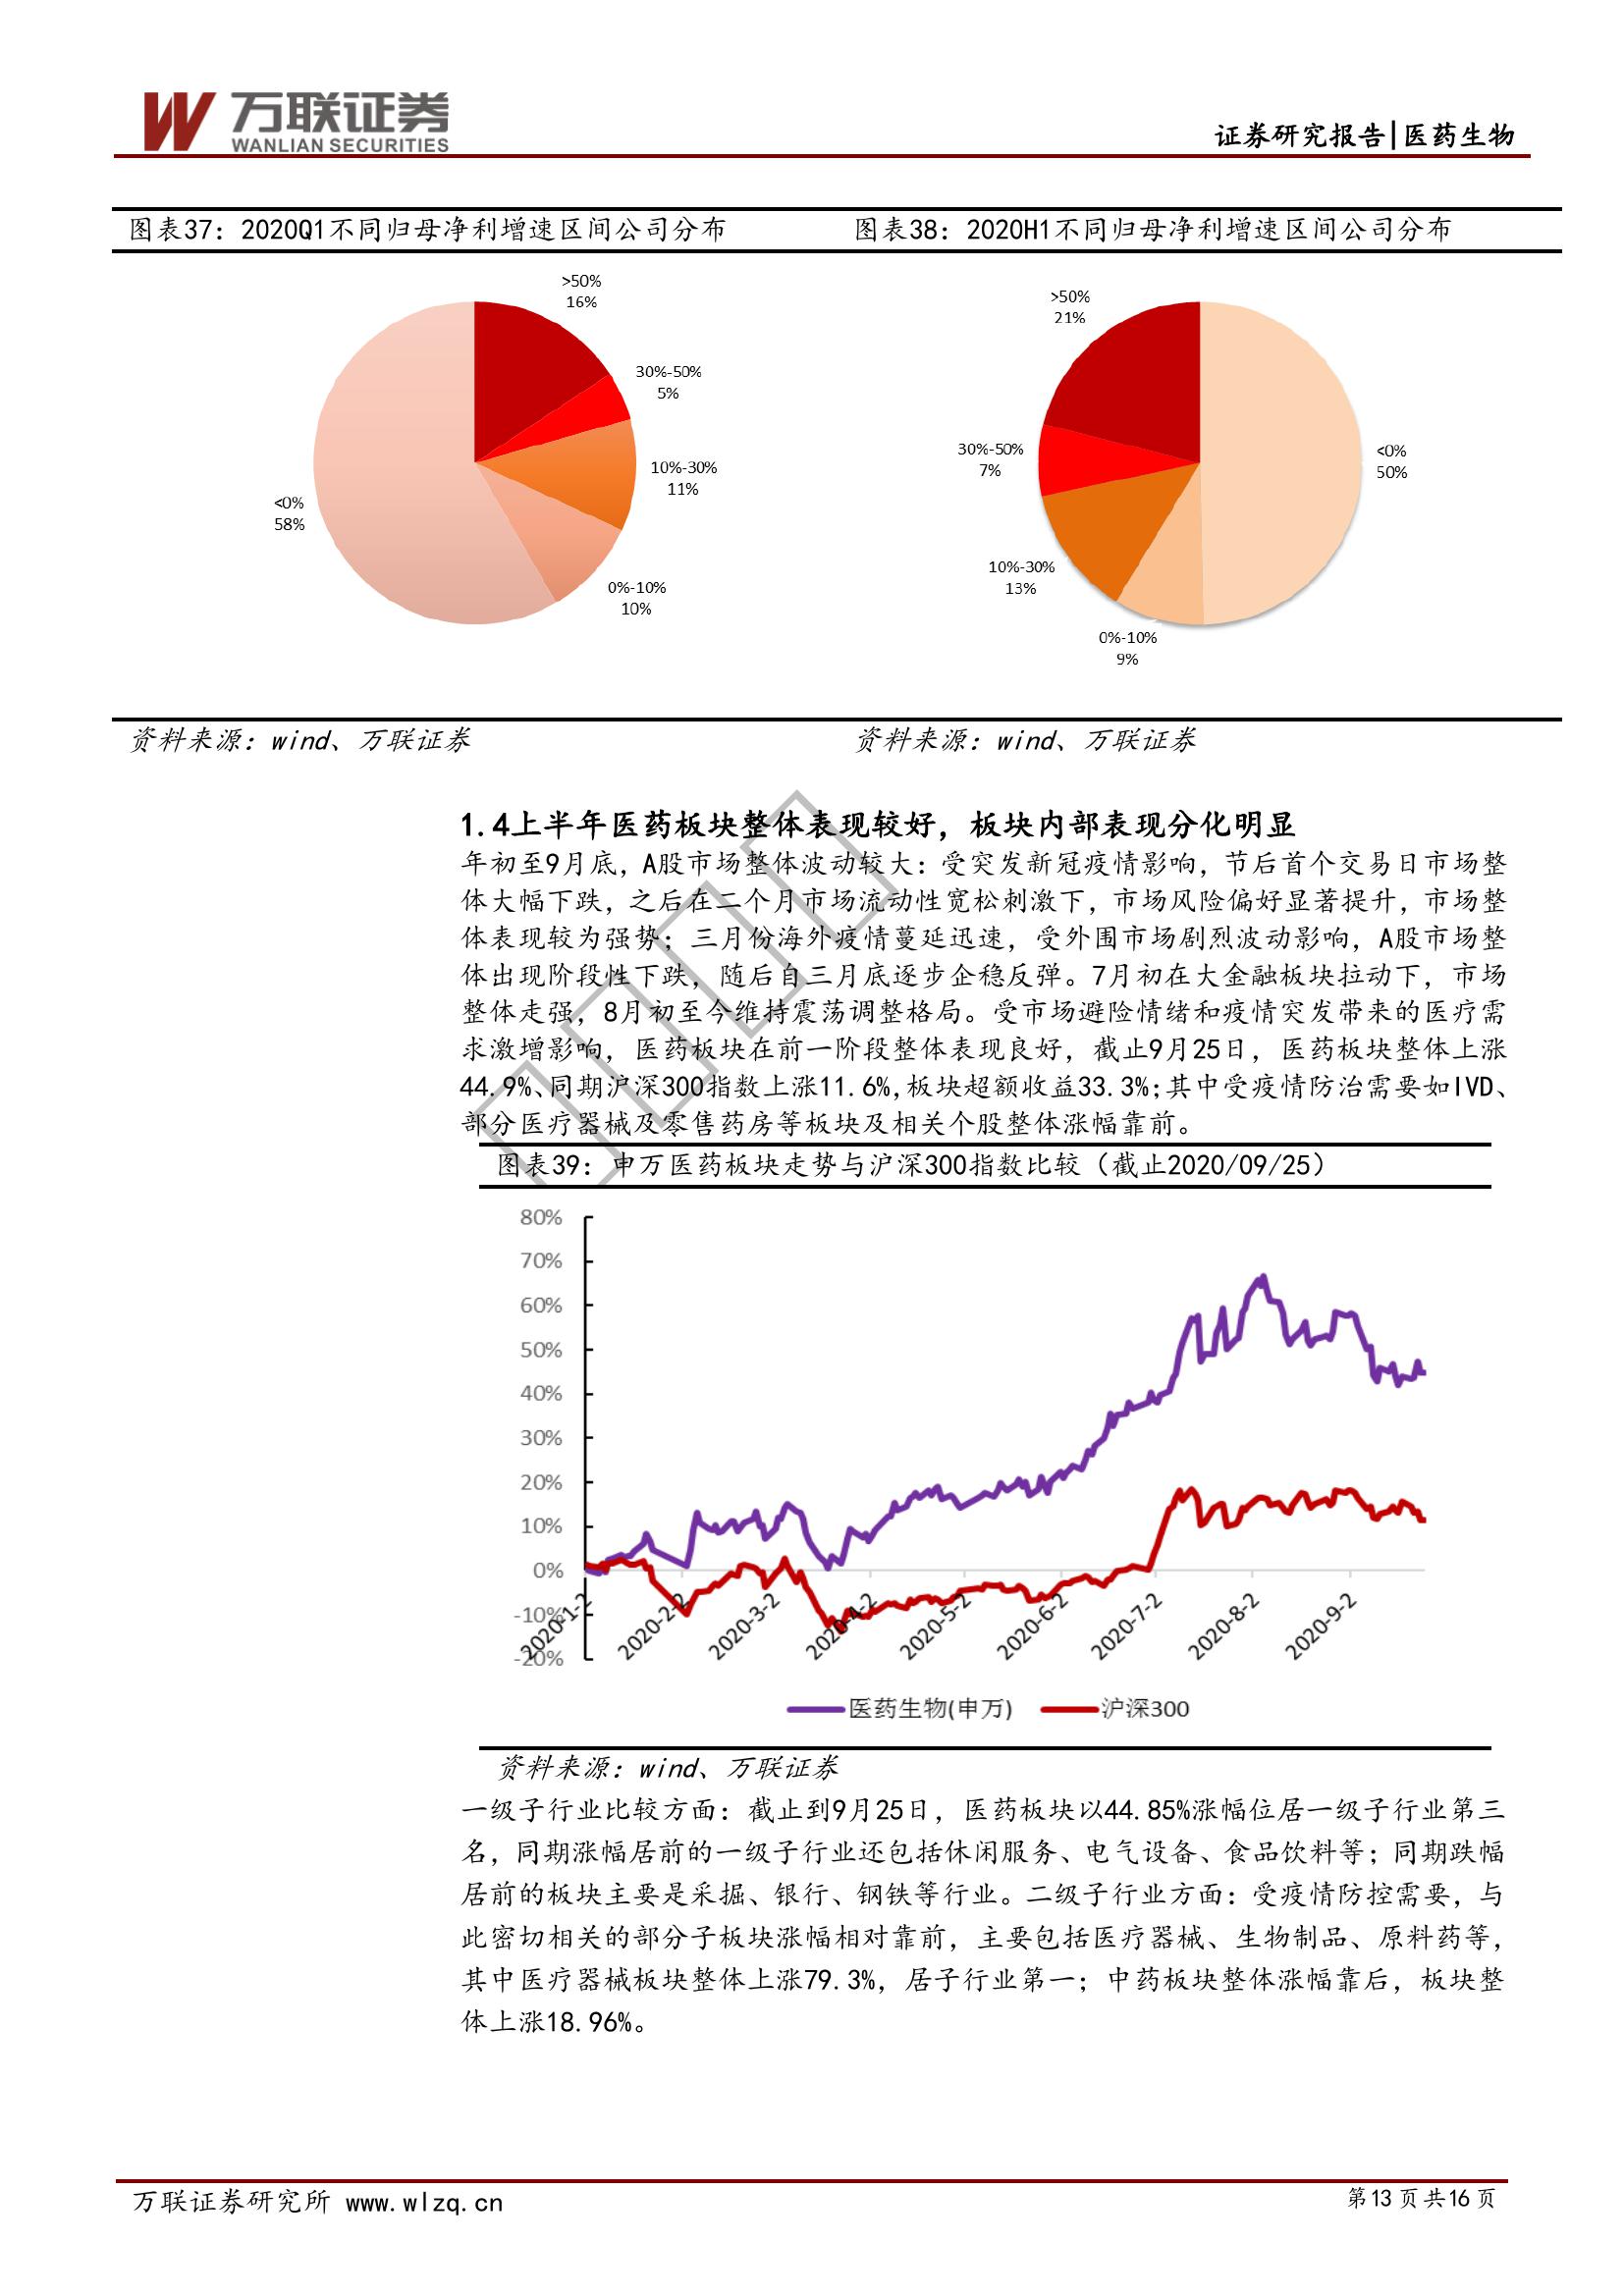 万联证券
WANLIAN SECURITIES
证券研究报告|医药生物
图表37：2020Q1不同归母净利增速区间公司分布
图表38：2020H1不同归母净利增速区间公司分布
>50%
16%
30%-50%
5%
10%-30%
11%
0%-10%
10%
<0%
58%
>50%
21%
30%-50%
7%
10%-30%
13%
0%-10%
9%
<0%
50%
资料来源：wind、万联证券
资料来源：wind、万联证券
1.4上半年医药板块整体表现较好，板块内部表现分化明显
年初至9月底，A股市场整体波动较大：受突发新冠疫情影响，节后首个交易日市场整
体大幅下跌，之后在二个月市场流动性宽松刺激下，市场风险偏好显著提升，市场整
体表现较为强势；三月份海外疫情蔓延迅速，受外围市场剧烈波动影响，A股市场整
体出现阶段性下跌，随后自三月底逐步企稳反弹。7月初在大金融板块拉动下，市场
整体走强，8月初至今维持震荡调整格局。受市场避险情绪和疫情突发带来的医疗需
求激增影响，医药板块在前一阶段整体表现良好，截止9月25日，医药板块整体上涨
44.9%、同期沪深300指数上涨11.6%,板块超额收益33.3%;其中受疫情防治需要如IVD、
部分医疗器械及零售药房等板块及相关个股整体涨幅靠前。
图表39：申万医药板块走势与沪深300指数比较（截止2020/09/25）
80%
70%
60%
50%
40%
30%
20%
10%
0%
-10%
-20%
2020-1-2
2020-2-2
2020-3-2
2020-4-2
2020-5-2
2020-6-2
2020-7-2
2020-8-2
2020-9-2
医药生物(申万)
沪深300
资料来源：wind、万联证券
一级子行业比较方面：截止到9月25日，医药板块以44.85%涨幅位居一级子行业第三
名，同期涨幅居前的一级子行业还包括休闲服务、电气设备、食品饮料等；同期跌幅
居前的板块主要是采掘、银行、钢铁等行业。二级子行业方面：受疫情防控需要，与
此密切相关的部分子板块涨幅相对靠前，主要包括医疗器械、生物制品、原料药等，
其中医疗器械板块整体上涨79.3%，居子行业第一；中药板块整体涨幅靠后，板块整
体上涨18.96%。
万联证券研究所 www.wlzq.cn
第13页共16页